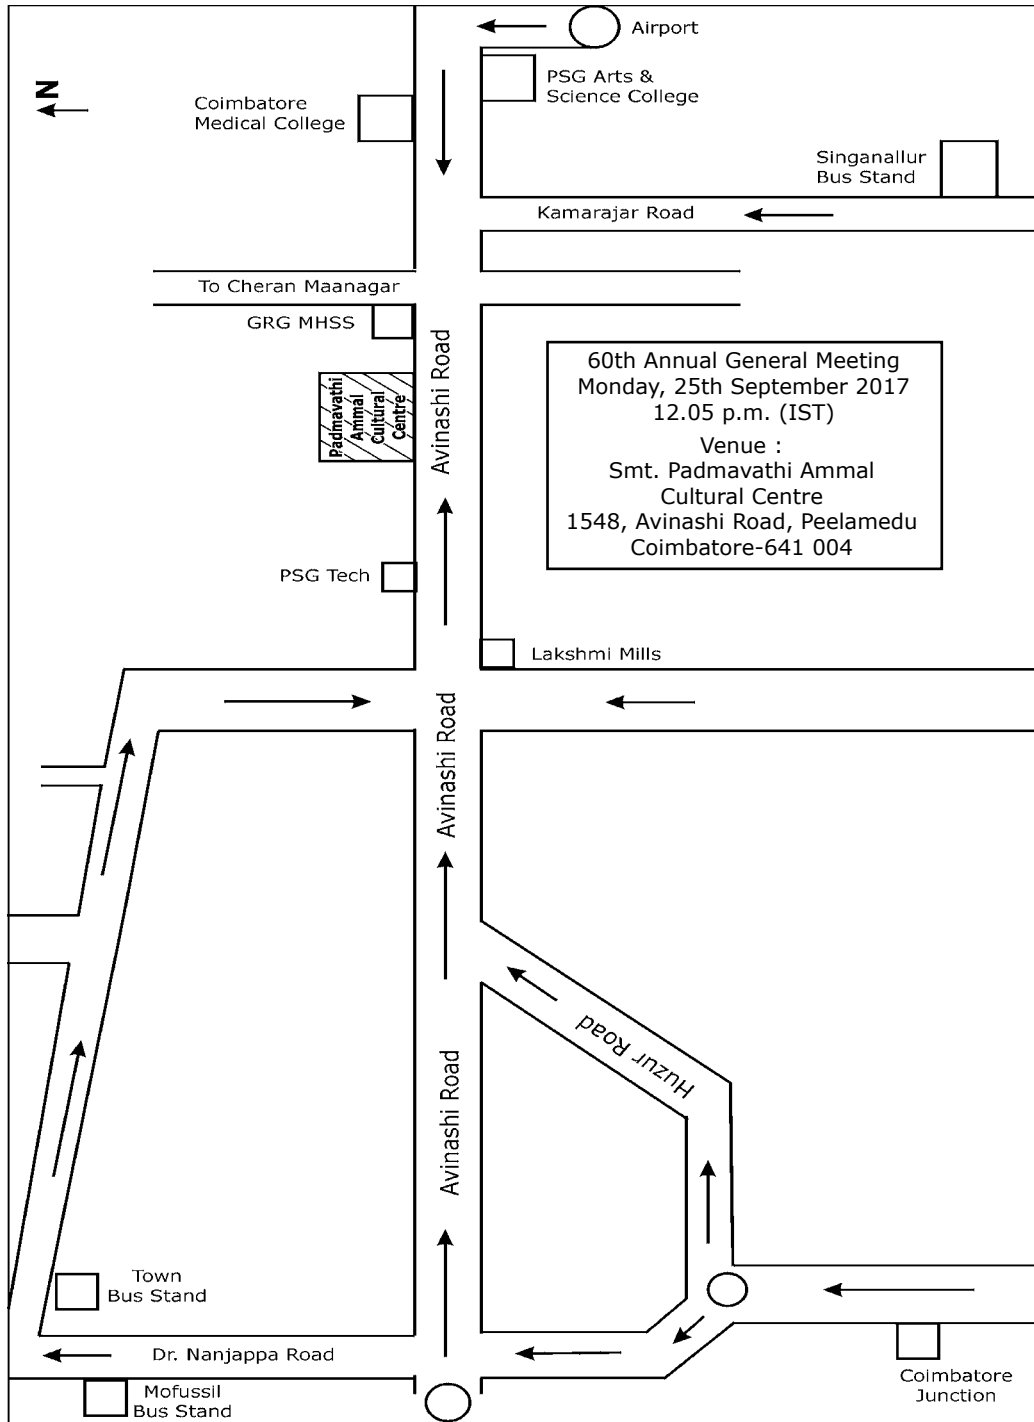 Airport
PSG Arts &
Science College
N
Coimbatore
Medical College
Singanallur
Bus Stand
Kamarajar Road
To Cheran Maanagar
GRG MHSS
Padmavathi
Ammal
Cultural
Centre
Avinashi Road
60th Annual General Meeting
Monday, 25th September 2017
12.05 p.m. (IST)
Venue :
Smt. Padmavathi Ammal
Cultural Centre
1548, Avinashi Road, Peelamedu
Coimbatore-641 004
PSG Tech
Lakshmi Mills
Avinashi Road
Huzur Road
Avinashi Road
Town
Bus Stand
Dr. Nanjappa Road
Mofussil
Bus Stand
Coimbatore
Junction